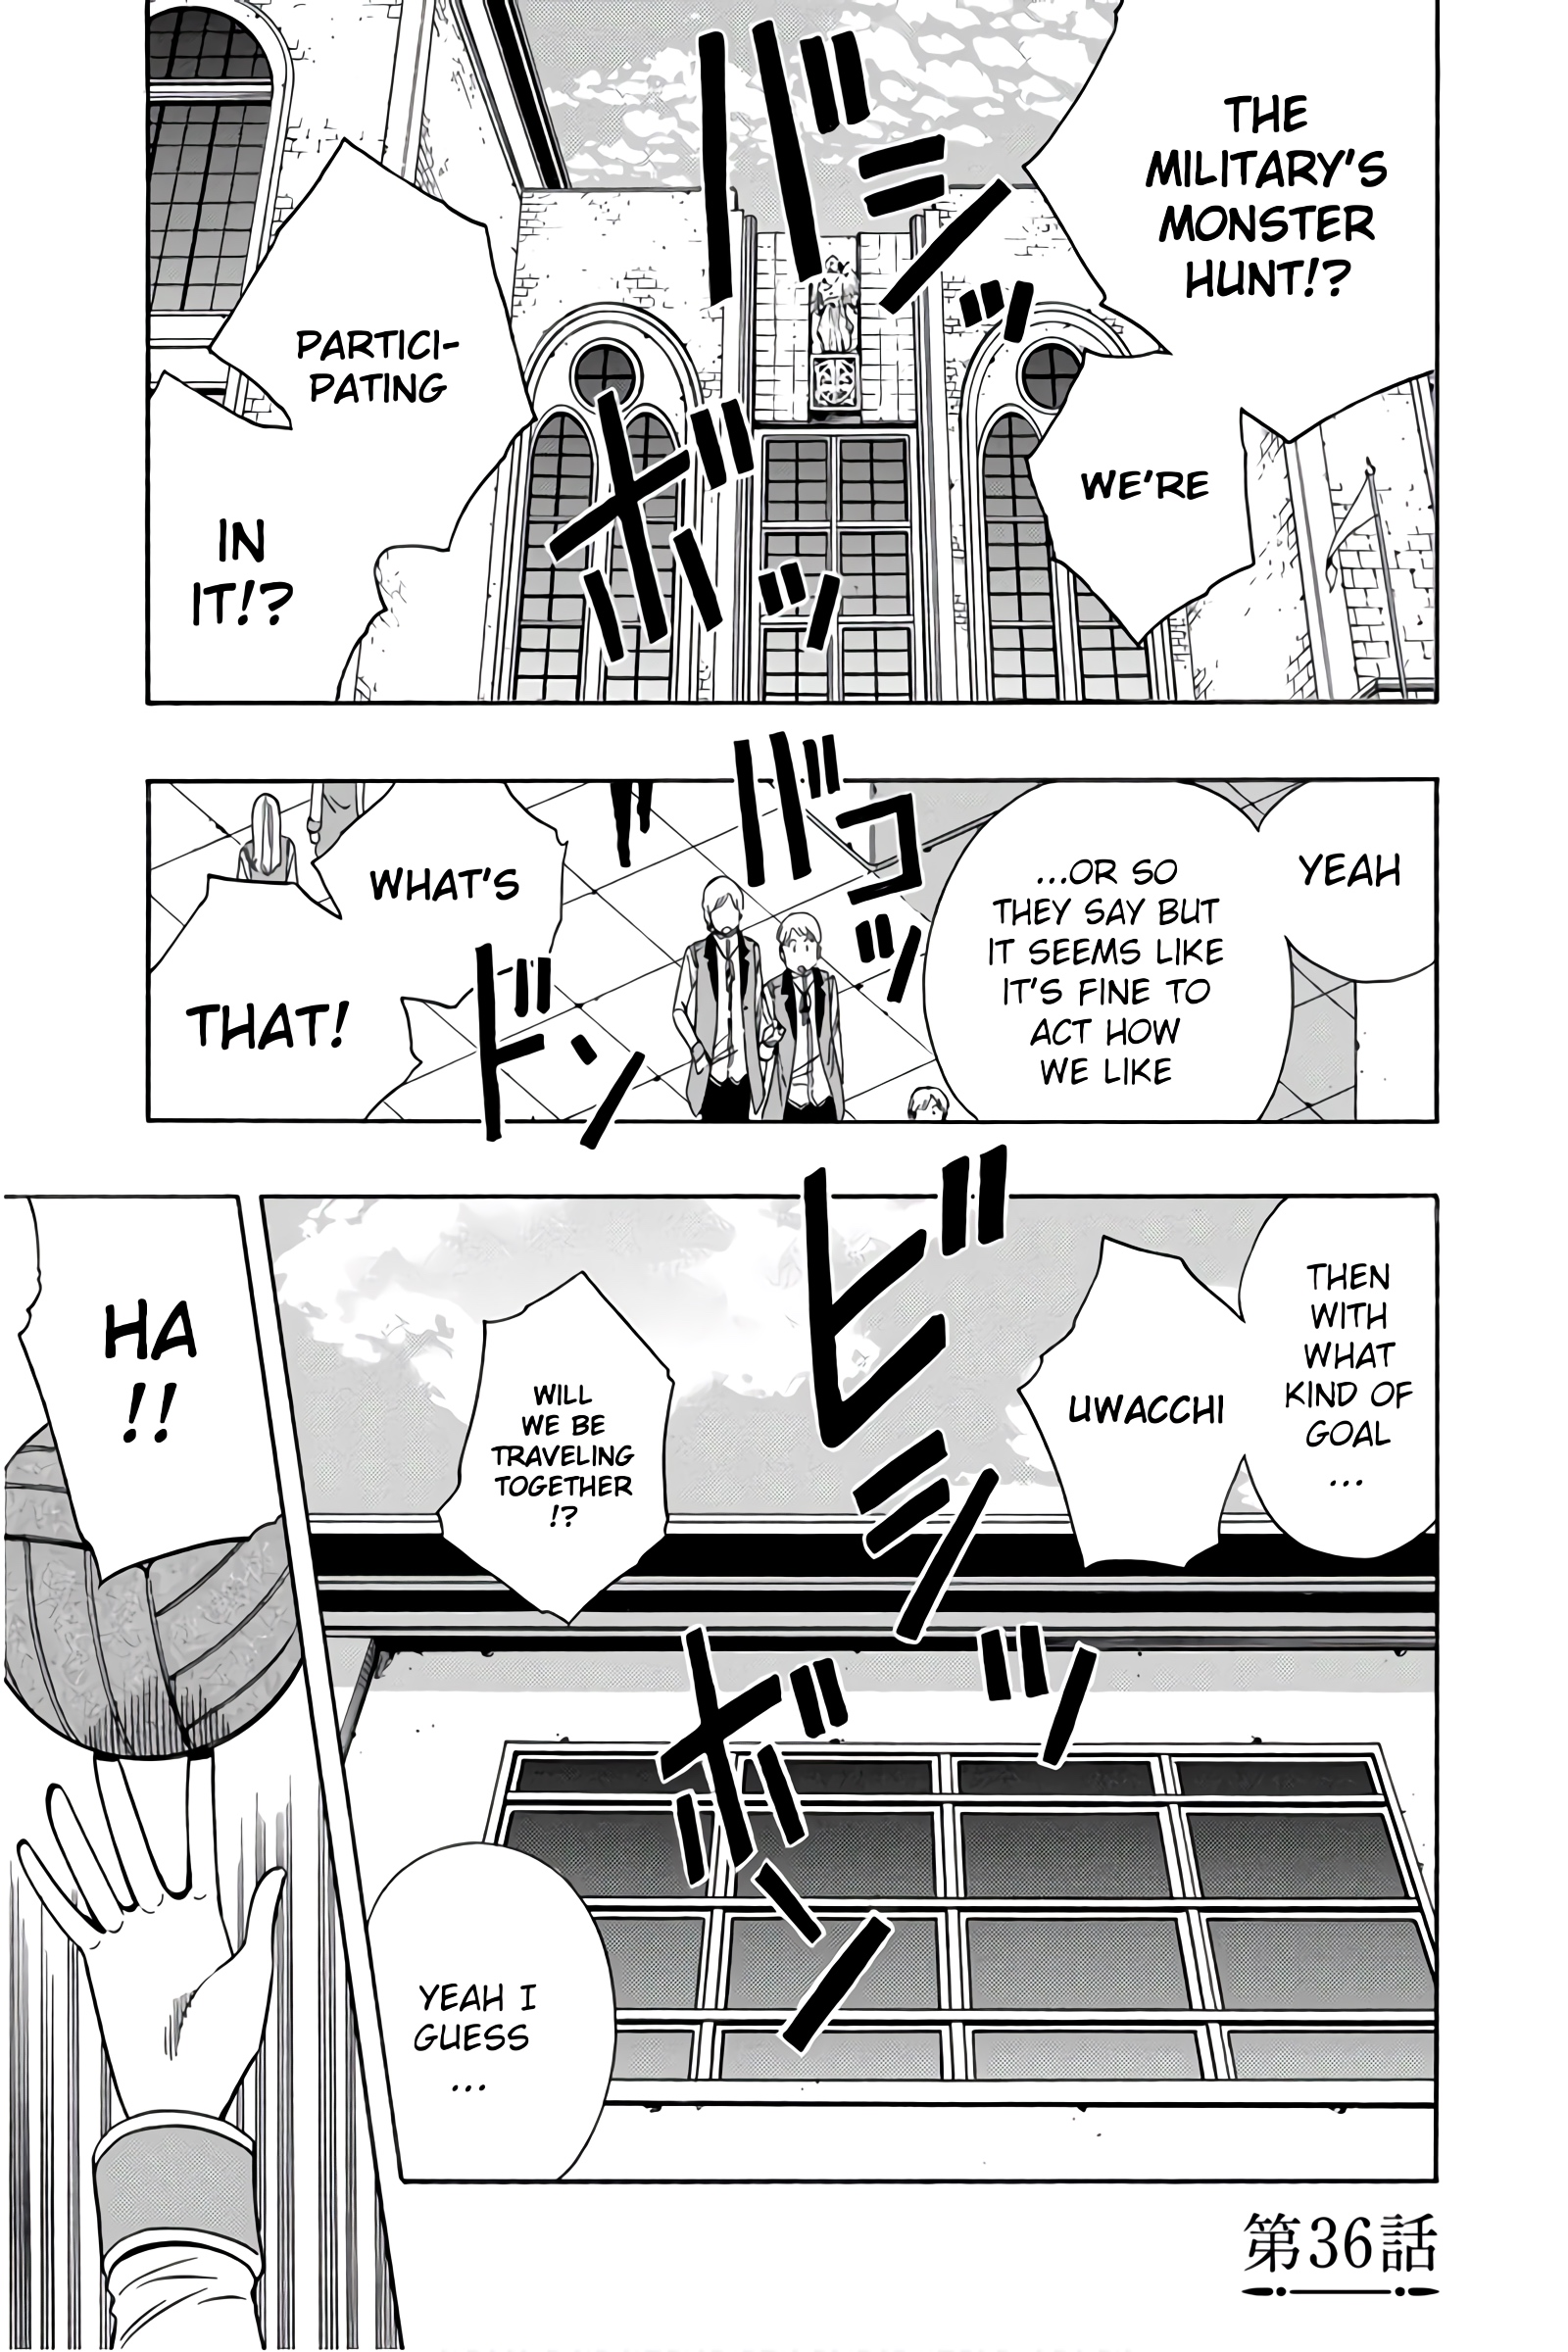 THE
MILITARY'S
MONSTER
HUNT!?
WE'RE
PARTICI-
PATING
IN
IT!?
バシッ
ボッ
YEAH
...OR SO
THEY SAY BUT
IT SEEMS LIKE
IT'S FINE TO
ACT HOW
WE LIKE
WHAT'S
THAT!
バコッ
ドン
THEN
WITH
WHAT
KIND OF
GOAL
...
UWACCHI
WILL
WE BE
TRAVELING
TOGETHER
!?
YEAH I
GUESS
...
ビシッ
ボン
HA
!!
第36話